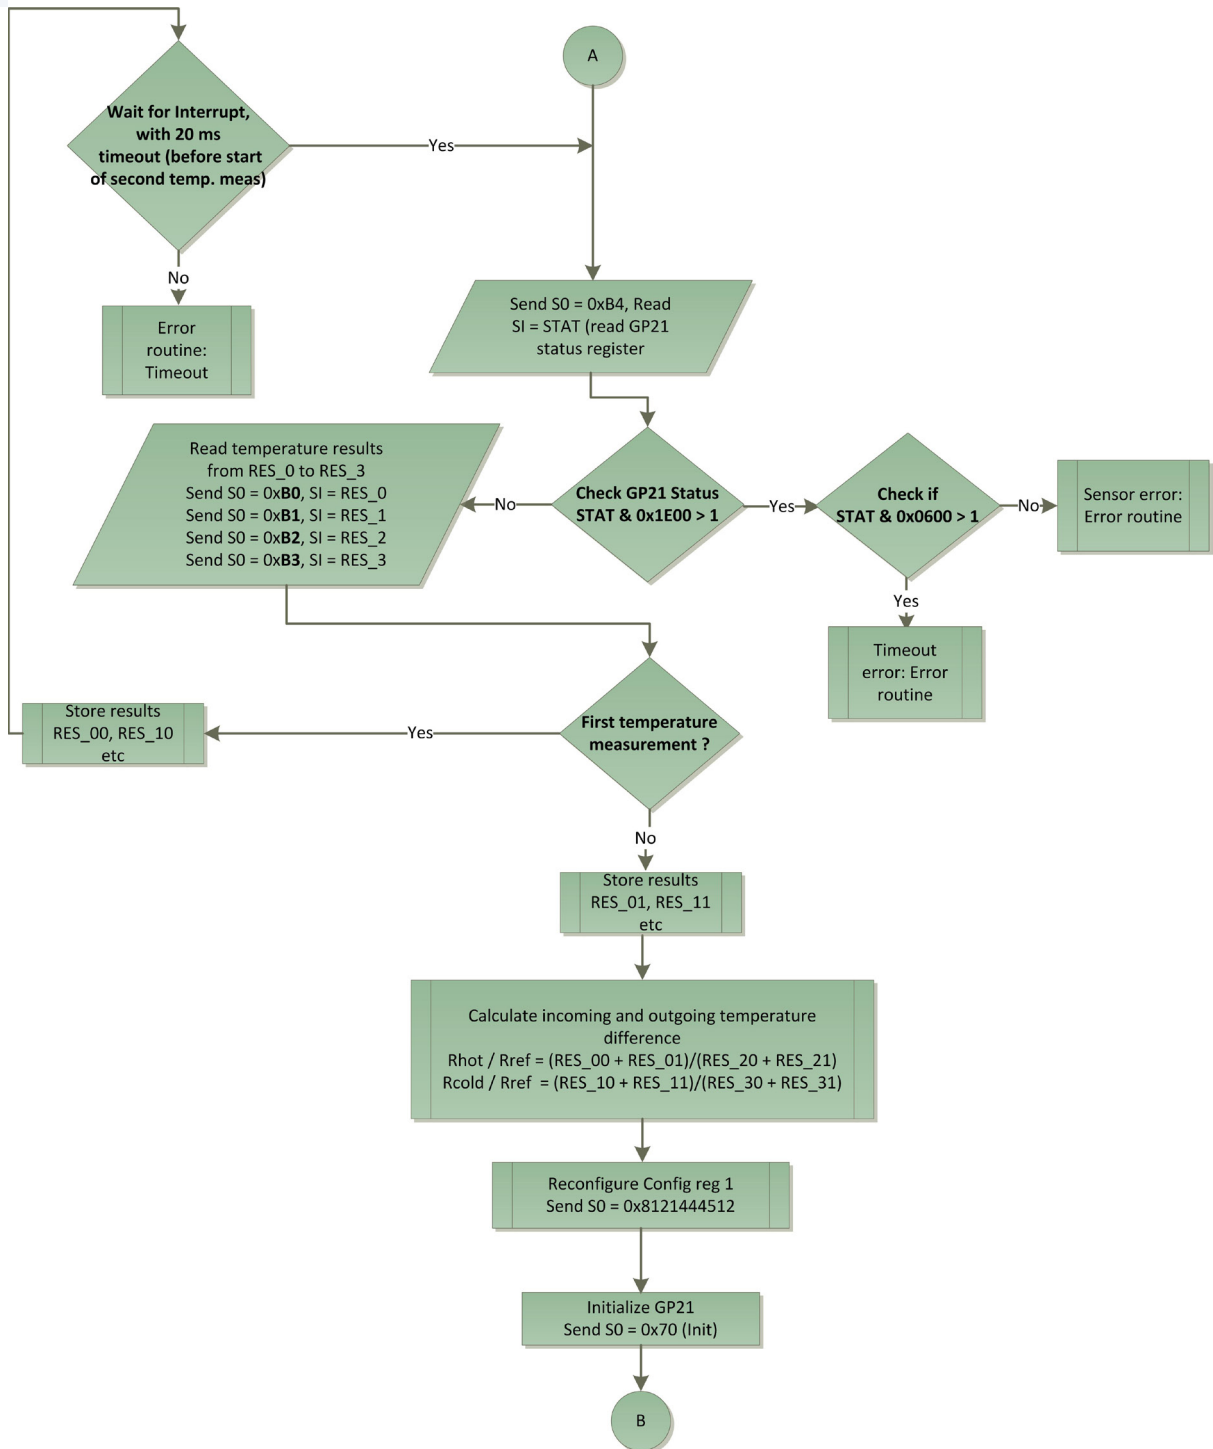 A
Wait for Interrupt,
with 20 ms
timeout (before start
of second temp. meas)
Yes
No
Error
routine:
Timeout
Send S0 = 0xB4, Read
SI = STAT (read GP21
status register
Read temperature results
from RES_0 to RES_3
Send S0 = 0xB0, SI = RES_0
Send S0 = 0xB1, SI = RES_1
Send S0 = 0xB2, SI = RES_2
Send S0 = 0xB3, SI = RES_3
No
Check GP21 Status
STAT & 0x1E00 > 1
Yes
Check if
STAT & 0x0600 > 1
No
Sensor error:
Error routine
Yes
Timeout
error: Error
routine
First temperature
measurement ?
Yes
Store results
RES_00, RES_10
etc
No
Store results
RES_01, RES_11
etc
Calculate incoming and outgoing temperature
difference
Rhot / Rref = (RES_00 + RES_01)/(RES_20 + RES_21)
Rcold / Rref  = (RES_10 + RES_11)/(RES_30 + RES_31)
Reconfigure Config reg 1
Send S0 = 0x8121444512
Initialize GP21
Send S0 = 0x70 (Init)
B